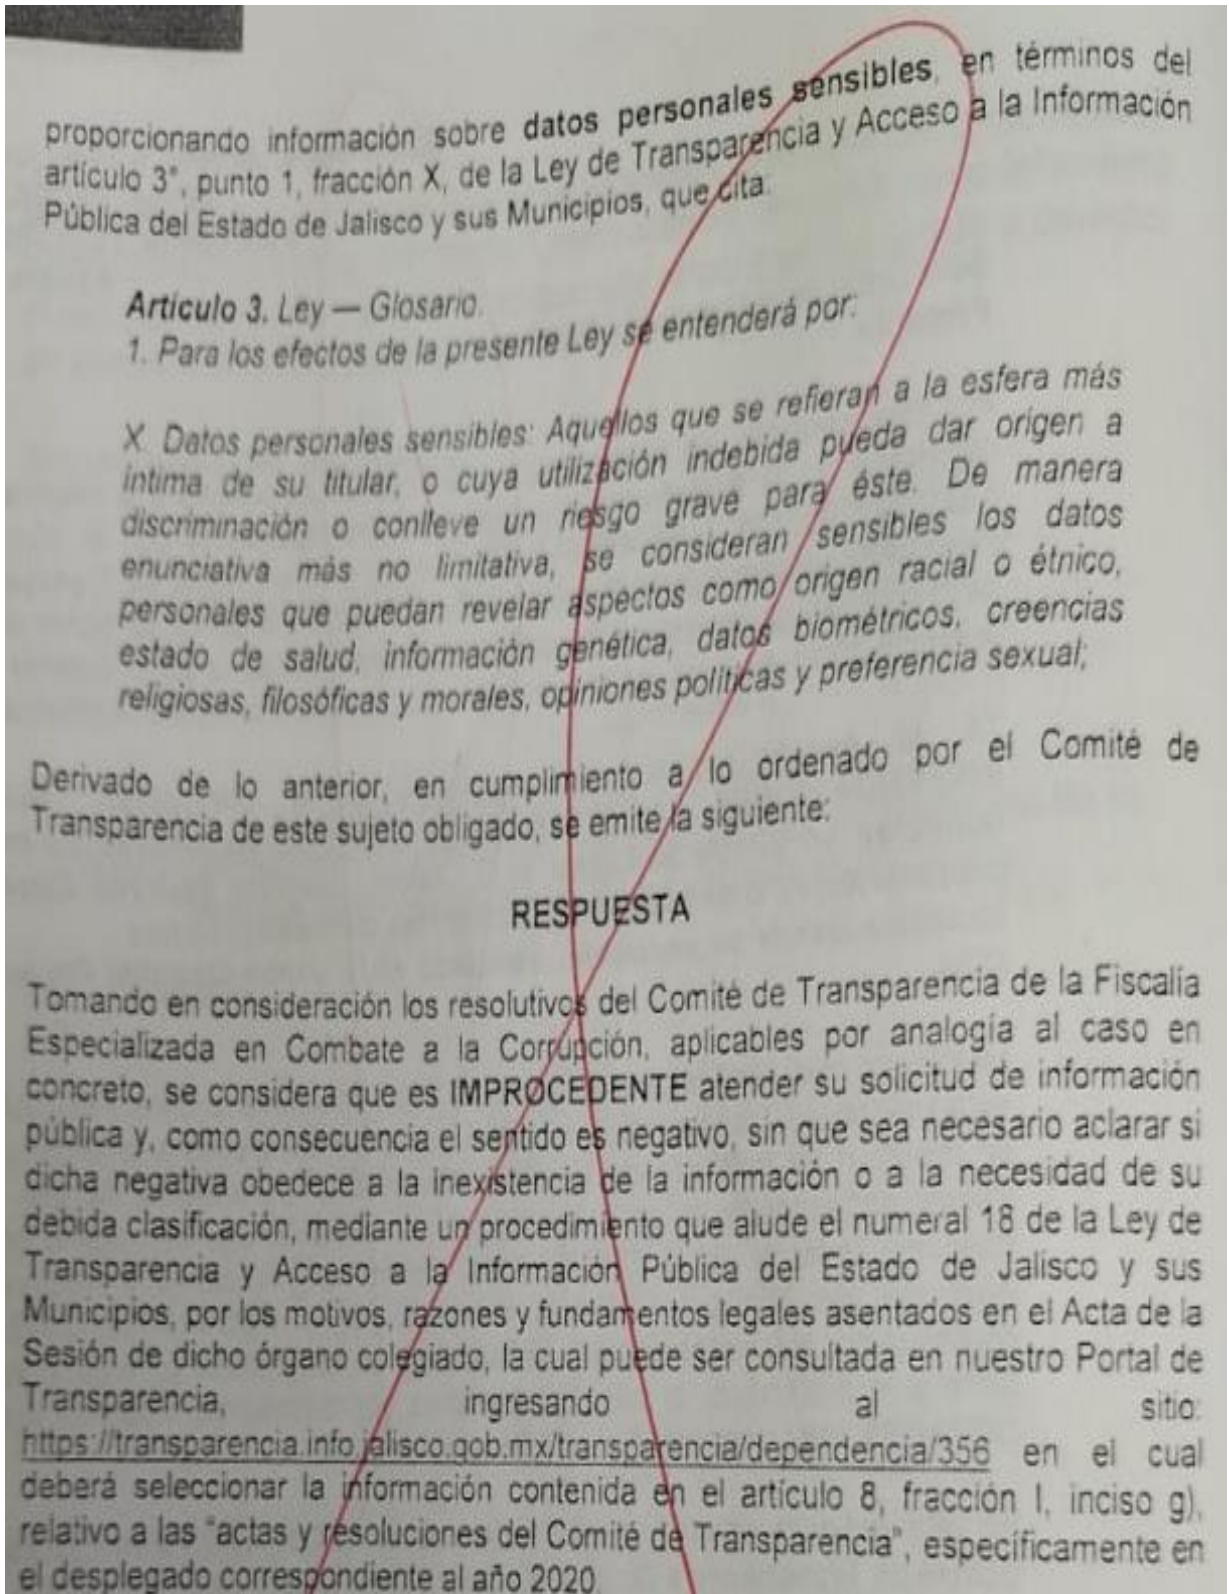 proporcionando información sobre datos personales sensibles, en términos del
artículo 3°, punto 1, fracción X, de la Ley de Transparencia y Acceso a la Información
Pública del Estado de Jalisco y sus Municipios, que cita:
Artículo 3. Ley — Glosario.
1. Para los efectos de la presente Ley se entenderá por:
X. Datos personales sensibles: Aquellos que se refieran a la esfera más
íntima de su titular, o cuya utilización indebida pueda dar origen a
discriminación o conlleve un riesgo grave para éste. De manera
enunciativa más no limitativa, se consideran sensibles los datos
personales que puedan revelar aspectos como origen racial o étnico,
estado de salud, información genética, datos biométricos, creencias
religiosas, filosóficas y morales, opiniones políticas y preferencia sexual;
Derivado de lo anterior, en cumplimiento a lo ordenado por el Comité de
Transparencia de este sujeto obligado, se emite la siguiente:
RESPUESTA
Tomando en consideración los resolutivos del Comité de Transparencia de la Fiscalía
Especializada en Combate a la Corrupción, aplicables por analogía al caso en
concreto, se considera que es IMPROCEDENTE atender su solicitud de información
pública y, como consecuencia el sentido es negativo, sin que sea necesario aclarar si
dicha negativa obedece a la inexistencia de la información o a la necesidad de su
debida clasificación, mediante un procedimiento que alude el numeral 18 de la Ley de
Transparencia y Acceso a la Información Pública del Estado de Jalisco y sus
Municipios, por los motivos, razones y fundamentos legales asentados en el Acta de la
Sesión de dicho órgano colegiado, la cual puede ser consultada en nuestro Portal de
Transparencia, ingresando al sitio:
https://transparencia.info.jalisco.gob.mx/transparencia/dependencia/356 en el cual
deberá seleccionar la información contenida en el artículo 8, fracción I, inciso g),
relativo a las "actas y resoluciones del Comité de Transparencia", específicamente en
el desplegado correspondiente al año 2020.